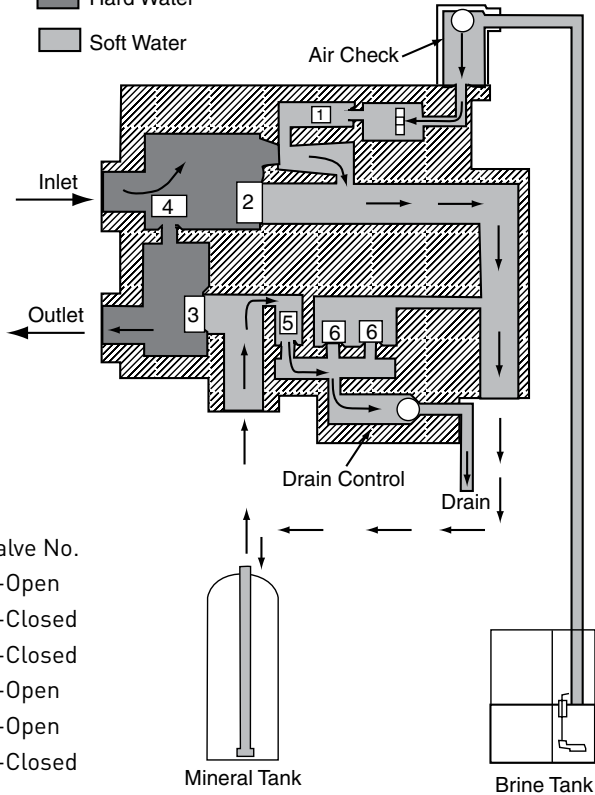 Hard Water
Soft Water
Air Check
1
Inlet
4
2
Outlet
3
5
6
6
Drain Control
Drain
Valve No.
-Open
-Closed
-Closed
-Open
-Open
-Closed
Mineral Tank
Brine Tank